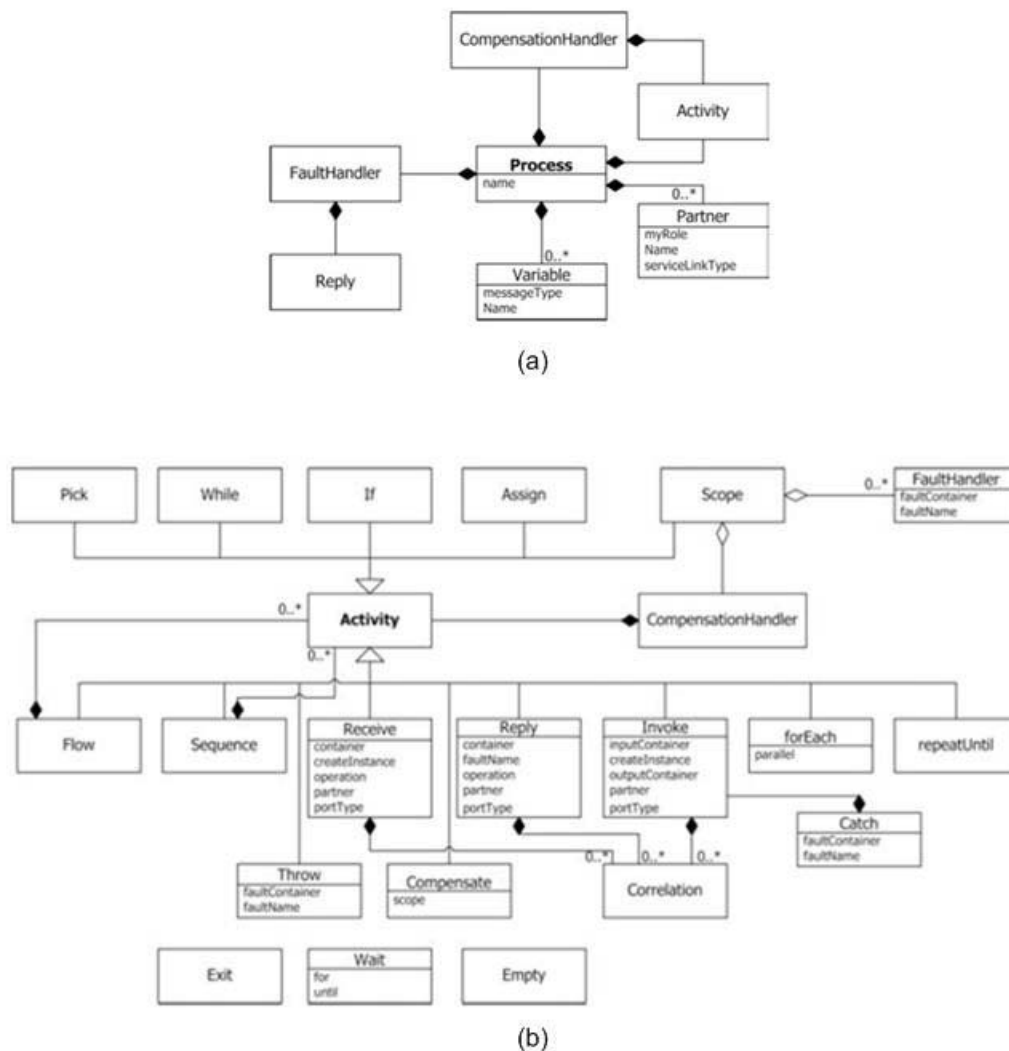 CompensationHandler
Activity
FaultHandler
Process
name
0..*
Partner
myRole
Name
serviceLinkType
Reply
0..*
Variable
messageType
Name
(a)
Pick
While
If
Assign
Scope
0..*
FaultHandler
faultContainer
faultName
0..*
Activity
CompensationHandler
0..*
Flow
Sequence
Receive
container
createInstance
operation
partner
portType
Reply
container
faultName
operation
partner
portType
Invoke
inputContainer
createInstance
outputContainer
partner
portType
forEach
parallel
repeatUntil
Catch
faultContainer
faultName
0..*
0..*
0..*
Throw
faultContainer
faultName
Compensate
scope
Correlation
Exit
Wait
for
until
Empty
(b)